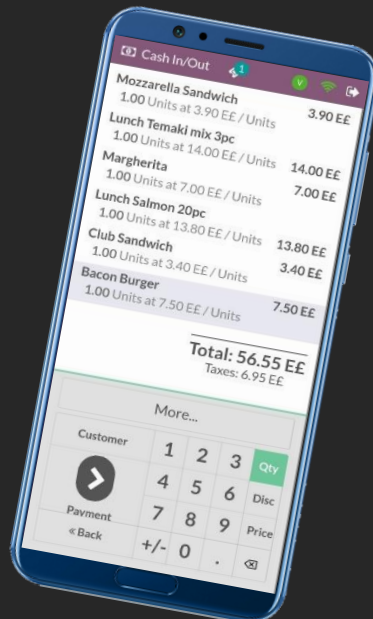 Cash In/Out 1 V
Mozzarella Sandwich 3.90 E£
1.00 Units at 3.90 E£ / Units
Lunch Temaki mix 3pc 14.00 E£
1.00 Units at 14.00 E£ / Units
Margherita 7.00 E£
1.00 Units at 7.00 E£ / Units
Lunch Salmon 20pc 13.80 E£
1.00 Units at 13.80 E£ / Units
Club Sandwich 3.40 E£
1.00 Units at 3.40 E£ / Units
Bacon Burger 7.50 E£
1.00 Units at 7.50 E£ / Units
Total: 56.55 E£
Taxes: 6.95 E£
More...
Customer 1 2 3 Qty
4 5 6 Disc
Payment 7 8 9 Price
« Back +/- 0 .